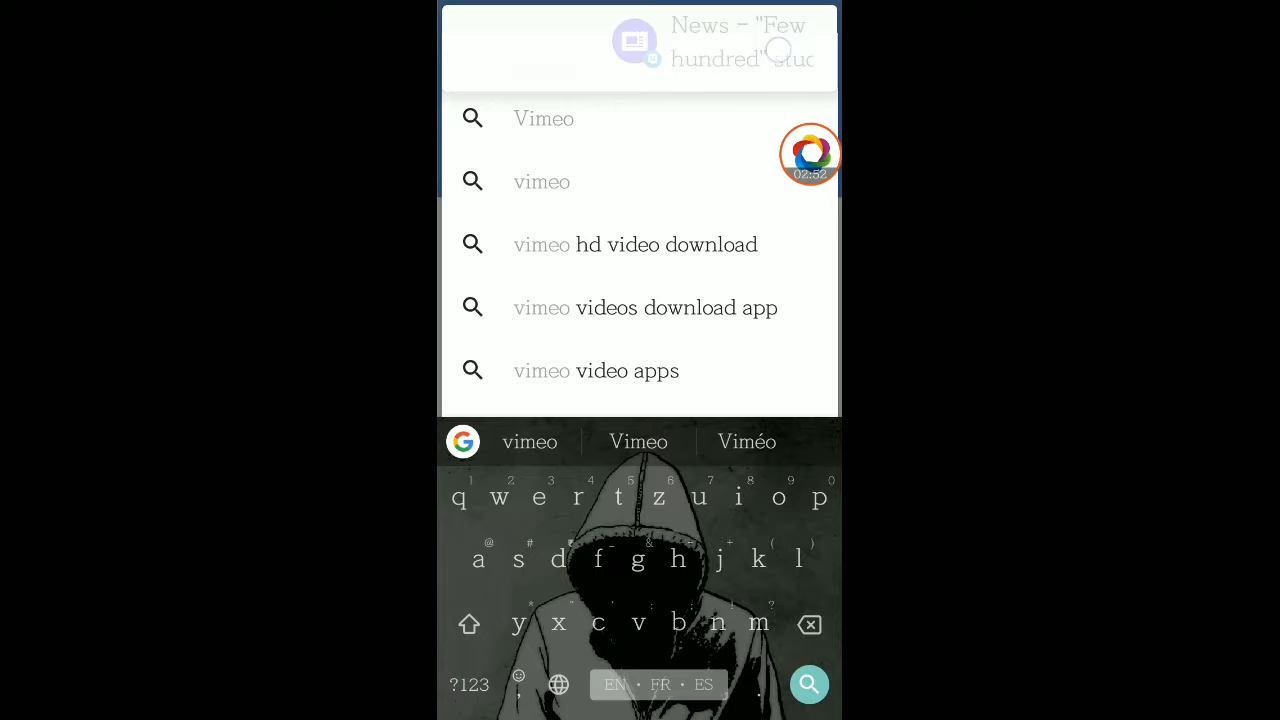 News - "Few
hundred" stud
Vimeo
02:52
vimeo
vimeo hd video download
vimeo videos download app
vimeo video apps
vimeo Vimeo Viméo
1 2 3 4 5 6 7 8 9 0
q w e r t z u i o p
@ # ₹ _ & - + ( )
a s d f g h j k l
* " ' : ; ! ?
y x c v b n m
?123 , EN • FR • ES .